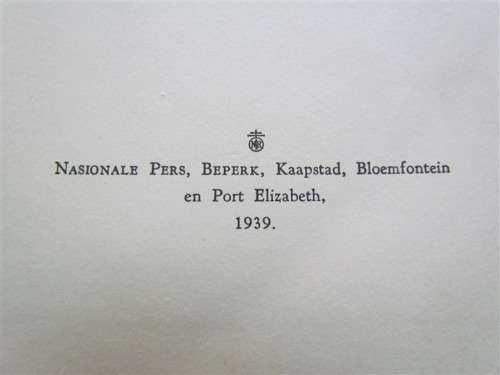 Nasionale Pers, Beperk, Kaapstad, Bloemfontein
en Port Elizabeth,
1939.